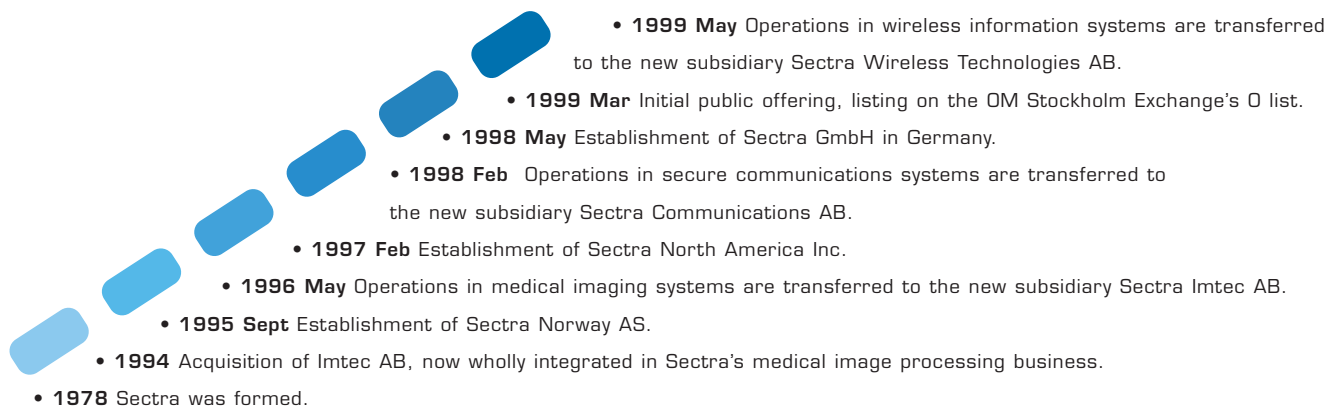 • 1999 May Operations in wireless information systems are transferred
to the new subsidiary Sectra Wireless Technologies AB.
• 1999 Mar Initial public offering, listing on the OM Stockholm Exchange's O list.
• 1998 May Establishment of Sectra GmbH in Germany.
• 1998 Feb Operations in secure communications systems are transferred to
the new subsidiary Sectra Communications AB.
• 1997 Feb Establishment of Sectra North America Inc.
• 1996 May Operations in medical imaging systems are transferred to the new subsidiary Sectra Imtec AB.
• 1995 Sept Establishment of Sectra Norway AS.
• 1994 Acquisition of Imtec AB, now wholly integrated in Sectra's medical image processing business.
• 1978 Sectra was formed.